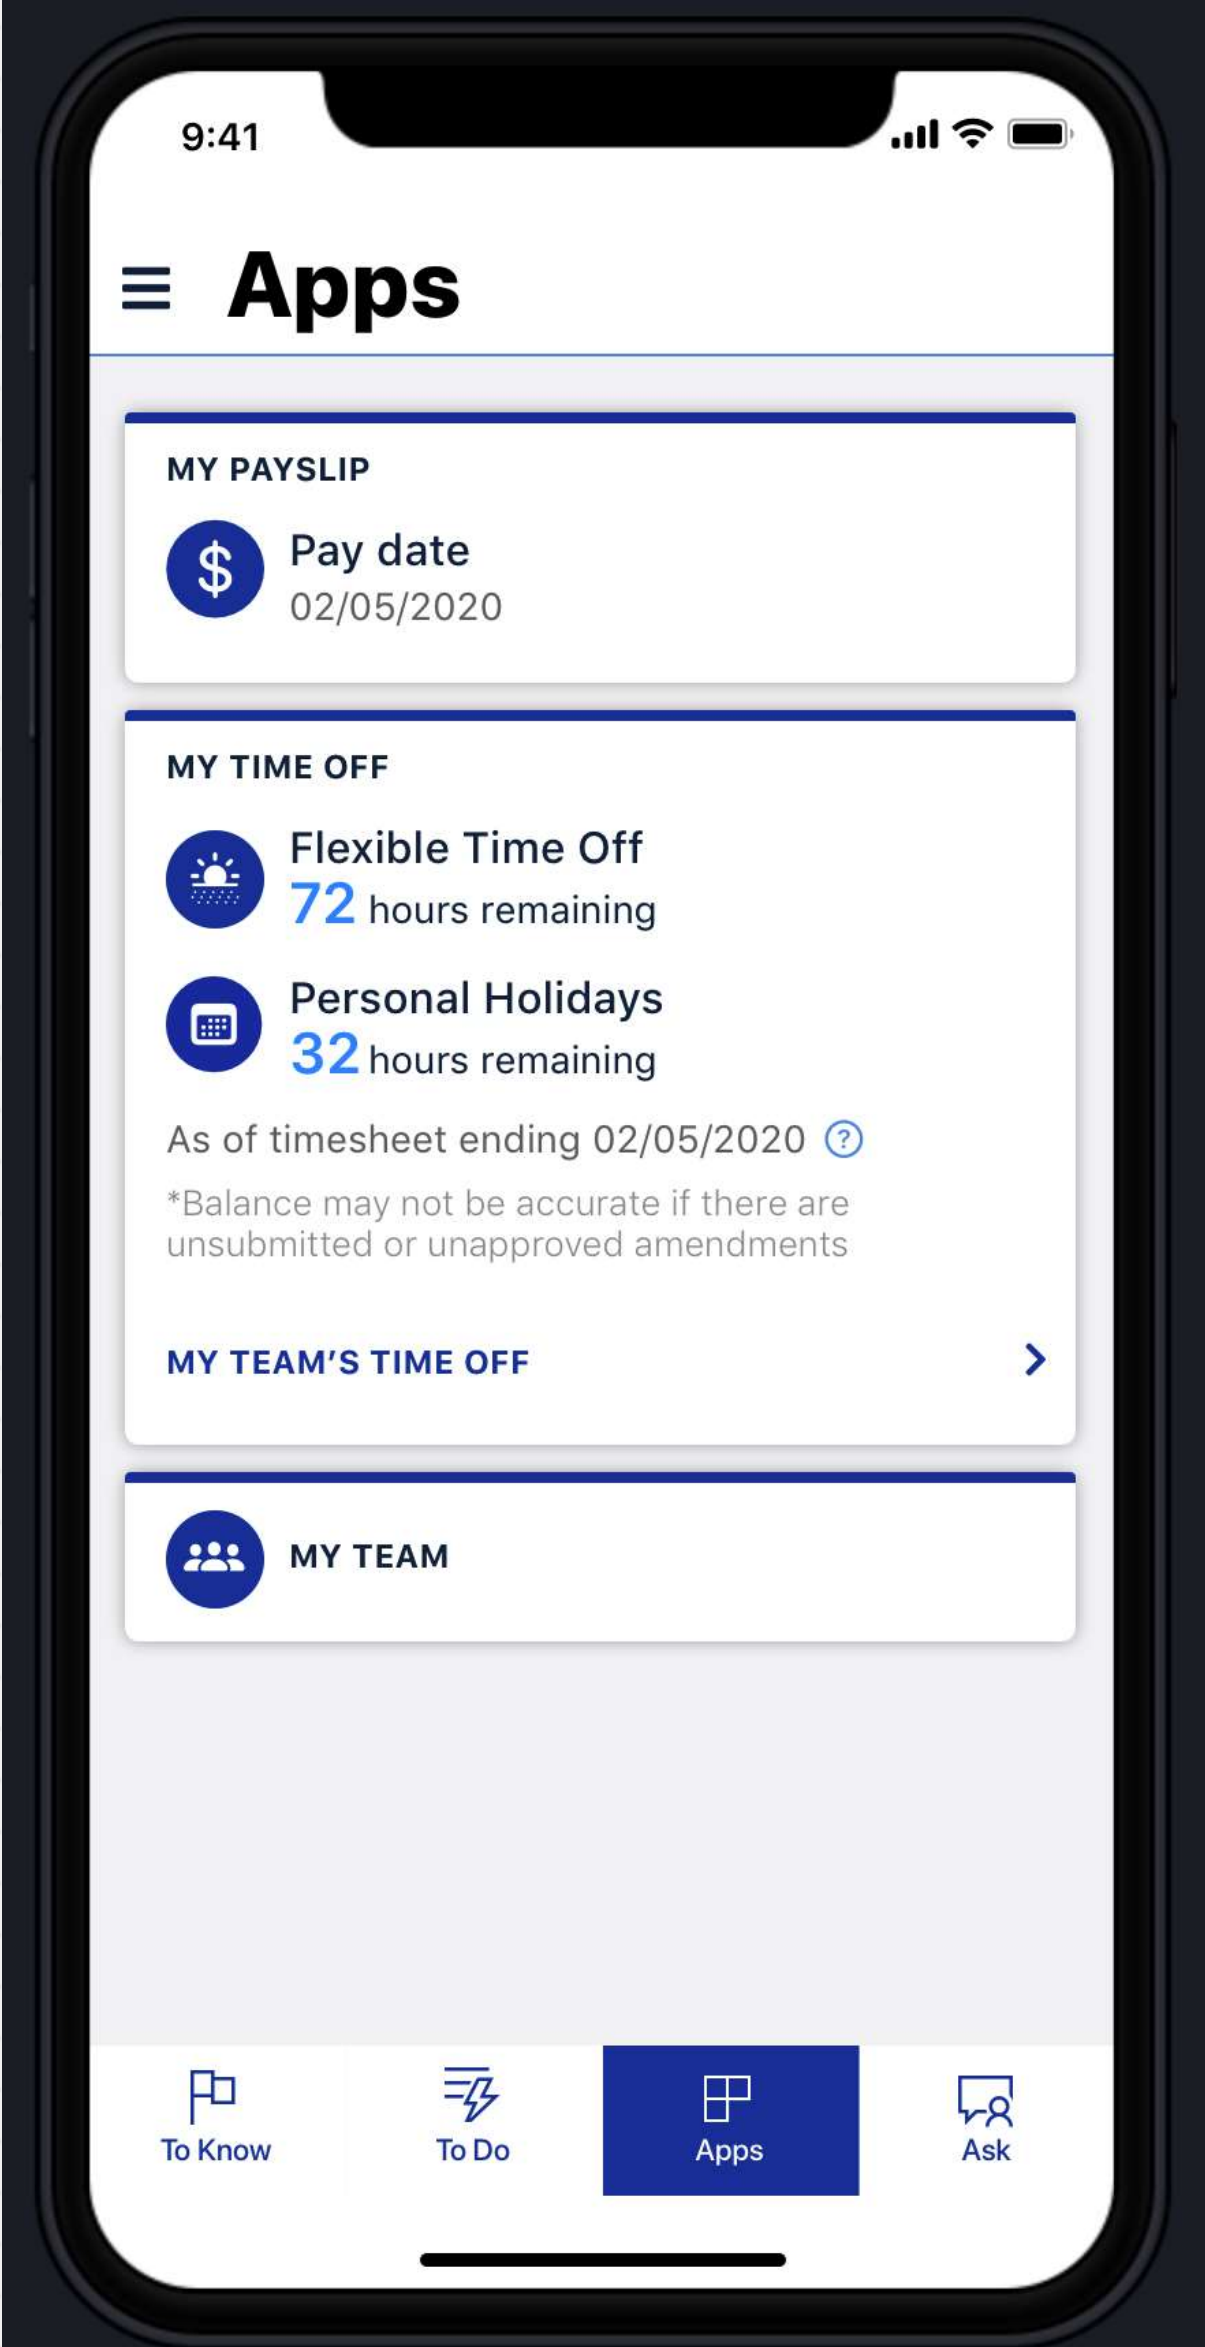 9:41
Apps
MY PAYSLIP
$
Pay date
02/05/2020
MY TIME OFF
Flexible Time Off
72 hours remaining
Personal Holidays
32 hours remaining
As of timesheet ending 02/05/2020 ?
*Balance may not be accurate if there are
unsubmitted or unapproved amendments
MY TEAM’S TIME OFF
MY TEAM
To Know
To Do
Apps
Ask